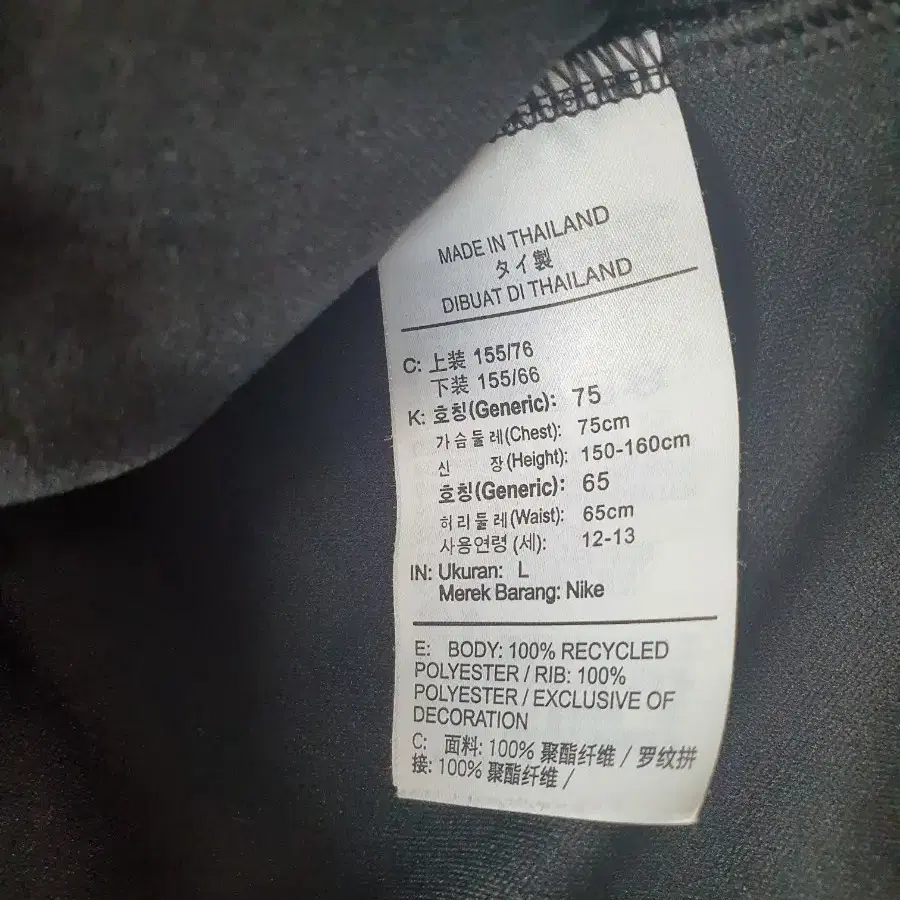 MADE IN THAILAND
タイ製
DIBUAT DI THAILAND
C: 上装 155/76
下装 155/66
K: 호칭(Generic): 75
가슴둘레(Chest): 75cm
신 장(Height): 150-160cm
호칭(Generic): 65
허리둘레(Waist): 65cm
사용연령 (세): 12-13
IN: Ukuran: L
Merek Barang: Nike
E: BODY: 100% RECYCLED
POLYESTER / RIB: 100%
POLYESTER / EXCLUSIVE OF
DECORATION
C: 面料: 100% 聚酯纤维 / 罗纹拼
接: 100% 聚酯纤维 /